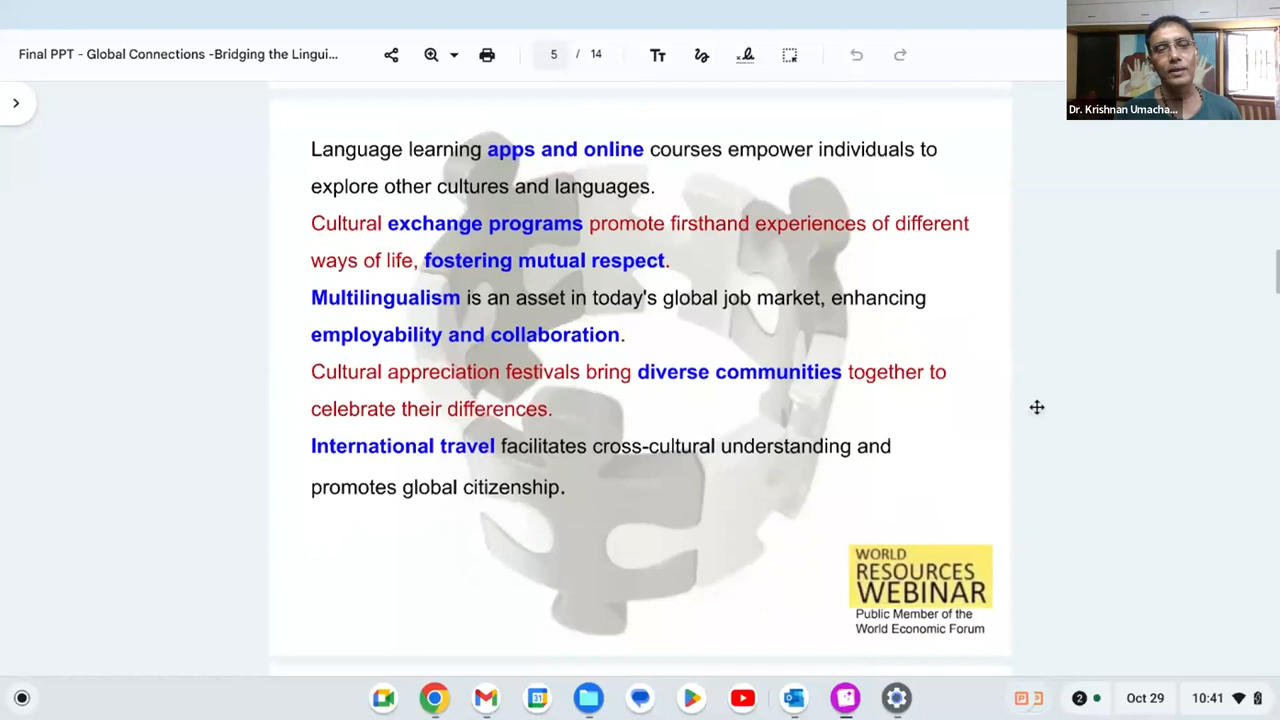 Final PPT - Global Connections -Bridging the Lingui...
5 / 14
Tт
Dr. Krishnan Umacha...
Language learning apps and online courses empower individuals to
explore other cultures and languages.
Cultural exchange programs promote firsthand experiences of different
ways of life, fostering mutual respect.
Multilingualism is an asset in today's global job market, enhancing
employability and collaboration.
Cultural appreciation festivals bring diverse communities together to
celebrate their differences.
International travel facilitates cross-cultural understanding and
promotes global citizenship.
WORLD
RESOURCES
WEBINAR
Public Member of the
World Economic Forum
31
2
Oct 29
10:41